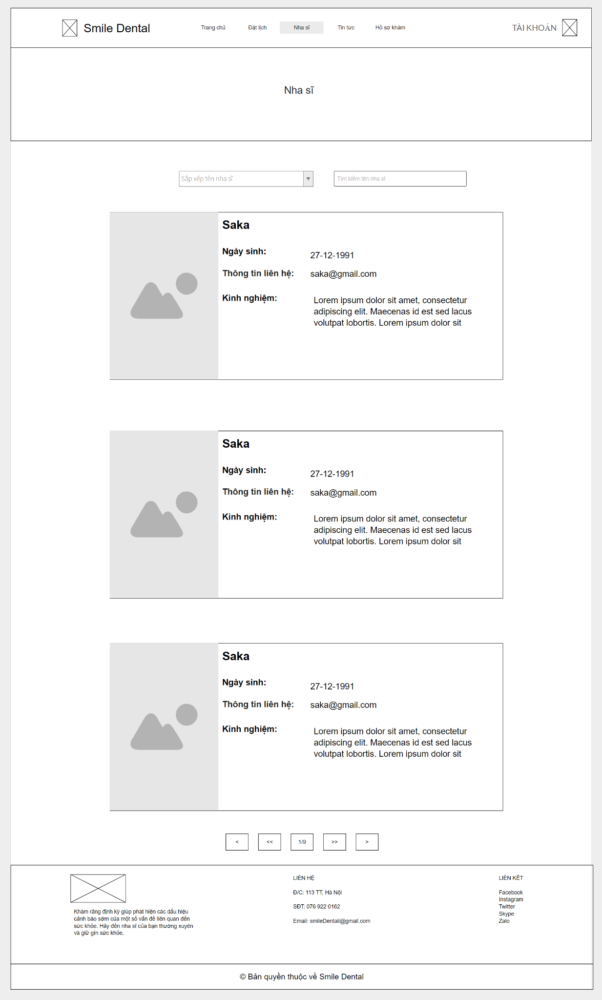 Smile Dental
Trang chủ
Đặt lịch
Nha sĩ
Tin tức
Hồ sơ khám
TÀI KHOẢN
Nha sĩ
Sắp xếp tên nha sĩ
Tìm kiếm tên nha sĩ
Saka
Ngày sinh:
27-12-1991
Thông tin liên hệ:
saka@gmail.com
Kinh nghiệm:
Lorem ipsum dolor sit amet, consectetur
adipiscing elit. Maecenas id est sed lacus
volutpat lobortis. Lorem ipsum dolor sit
Saka
Ngày sinh:
27-12-1991
Thông tin liên hệ:
saka@gmail.com
Kinh nghiệm:
Lorem ipsum dolor sit amet, consectetur
adipiscing elit. Maecenas id est sed lacus
volutpat lobortis. Lorem ipsum dolor sit
Saka
Ngày sinh:
27-12-1991
Thông tin liên hệ:
saka@gmail.com
Kinh nghiệm:
Lorem ipsum dolor sit amet, consectetur
adipiscing elit. Maecenas id est sed lacus
volutpat lobortis. Lorem ipsum dolor sit
<
<<
1/9
>>
>
Khám răng định kỳ giúp phát hiện các dấu hiệu
cảnh báo sớm của một số vấn đề liên quan đến
sức khỏe. Hãy đến nha sĩ của bạn thường xuyên
và giữ gìn sức khỏe.
LIÊN HỆ
Đ/C: 113 TT, Hà Nội
SĐT: 076 922 0162
Email: smileDentail@gmail.com
LIÊN KẾT
Facebook
Instagram
Twitter
Skype
Zalo
© Bản quyền thuộc về Smile Dental